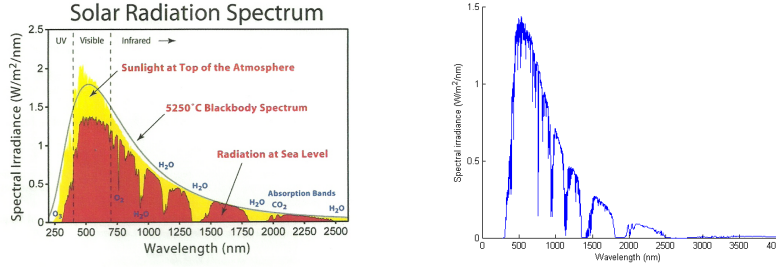 Solar Radiation Spectrum
UV Visible Infrared
Sunlight at Top of the Atmosphere
5250°C Blackbody Spectrum
Radiation at Sea Level
H₂O
H₂O
Absorption Bands
H₂O CO₂ H₂O
O₃ O₂ H₂O
2.5
2
1.5
1
0.5
0
250 500 750 1000 1250 1500 1750 2000 2250 2500
Wavelength (nm)
Spectral Irradiance (W/m²/nm)
1.5
1
0.5
0
0 500 1000 1500 2000 2500 3000 3500
Wavelength (nm)
Spectral irradiance (W/m²/nm)